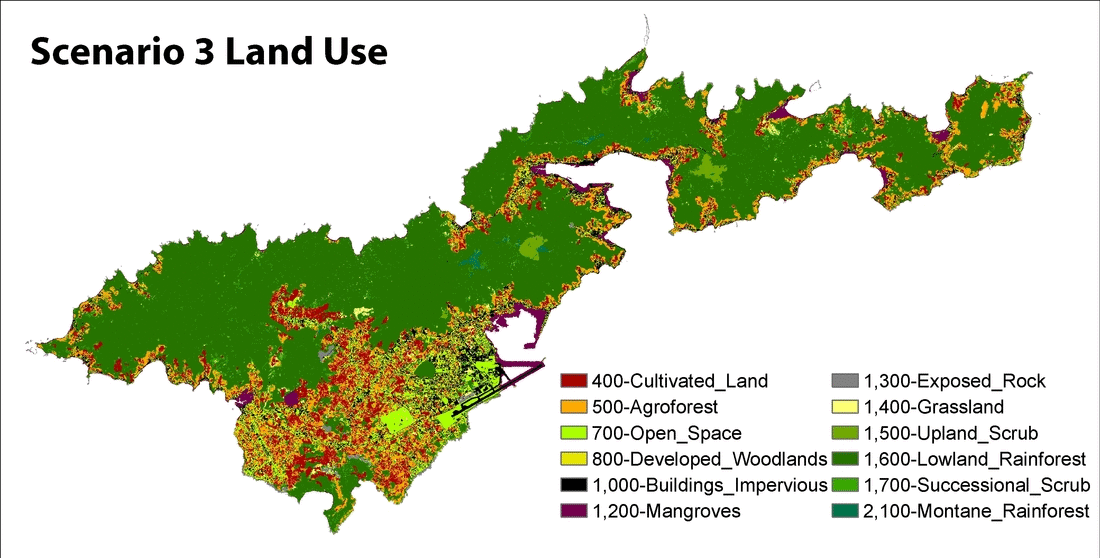 Scenario 3 Land Use
400-Cultivated_Land
500-Agroforest
700-Open_Space
800-Developed_Woodlands
1,000-Buildings_Impervious
1,200-Mangroves
1,300-Exposed_Rock
1,400-Grassland
1,500-Upland_Scrub
1,600-Lowland_Rainforest
1,700-Successional_Scrub
2,100-Montane_Rainforest